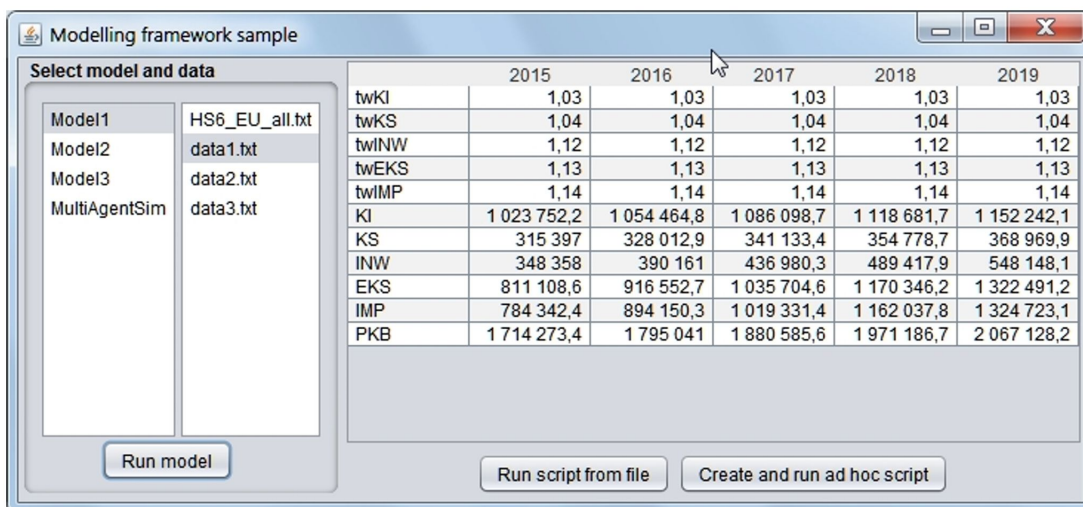 Modelling framework sample
Select model and data
Model1
Model2
Model3
MultiAgentSim
HS6_EU_all.txt
data1.txt
data2.txt
data3.txt
Run model
2015 2016 2017 2018 2019
twKI 1,03 1,03 1,03 1,03 1,03
twKS 1,04 1,04 1,04 1,04 1,04
twINW 1,12 1,12 1,12 1,12 1,12
twEKS 1,13 1,13 1,13 1,13 1,13
twIMP 1,14 1,14 1,14 1,14 1,14
KI 1 023 752,2 1 054 464,8 1 086 098,7 1 118 681,7 1 152 242,1
KS 315 397 328 012,9 341 133,4 354 778,7 368 969,9
INW 348 358 390 161 436 980,3 489 417,9 548 148,1
EKS 811 108,6 916 552,7 1 035 704,6 1 170 346,2 1 322 491,2
IMP 784 342,4 894 150,3 1 019 331,4 1 162 037,8 1 324 723,1
PKB 1 714 273,4 1 795 041 1 880 585,6 1 971 186,7 2 067 128,2
Run script from file
Create and run ad hoc script